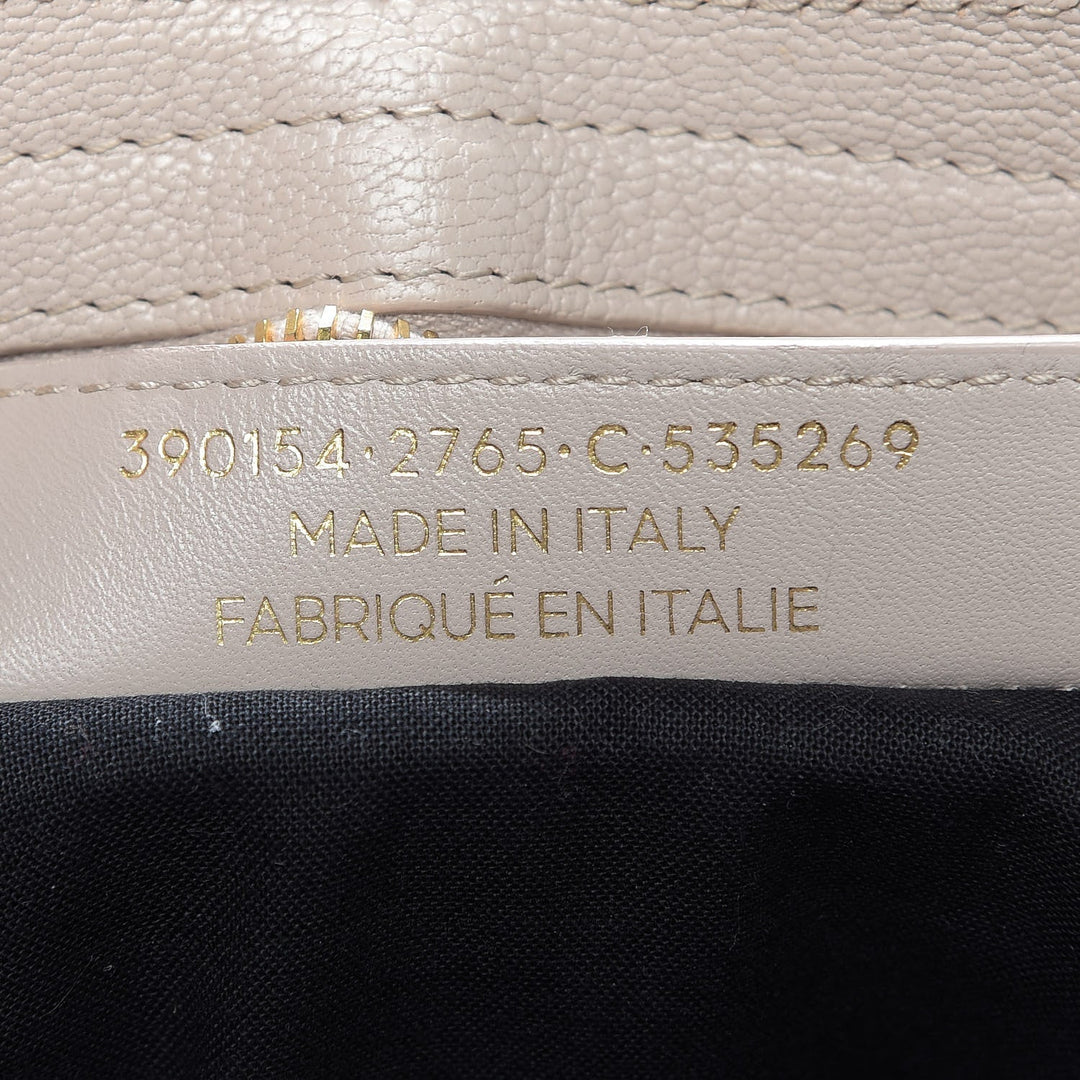 390154·2765·C·535269
MADE IN ITALY
FABRIQUÉ EN ITALIE